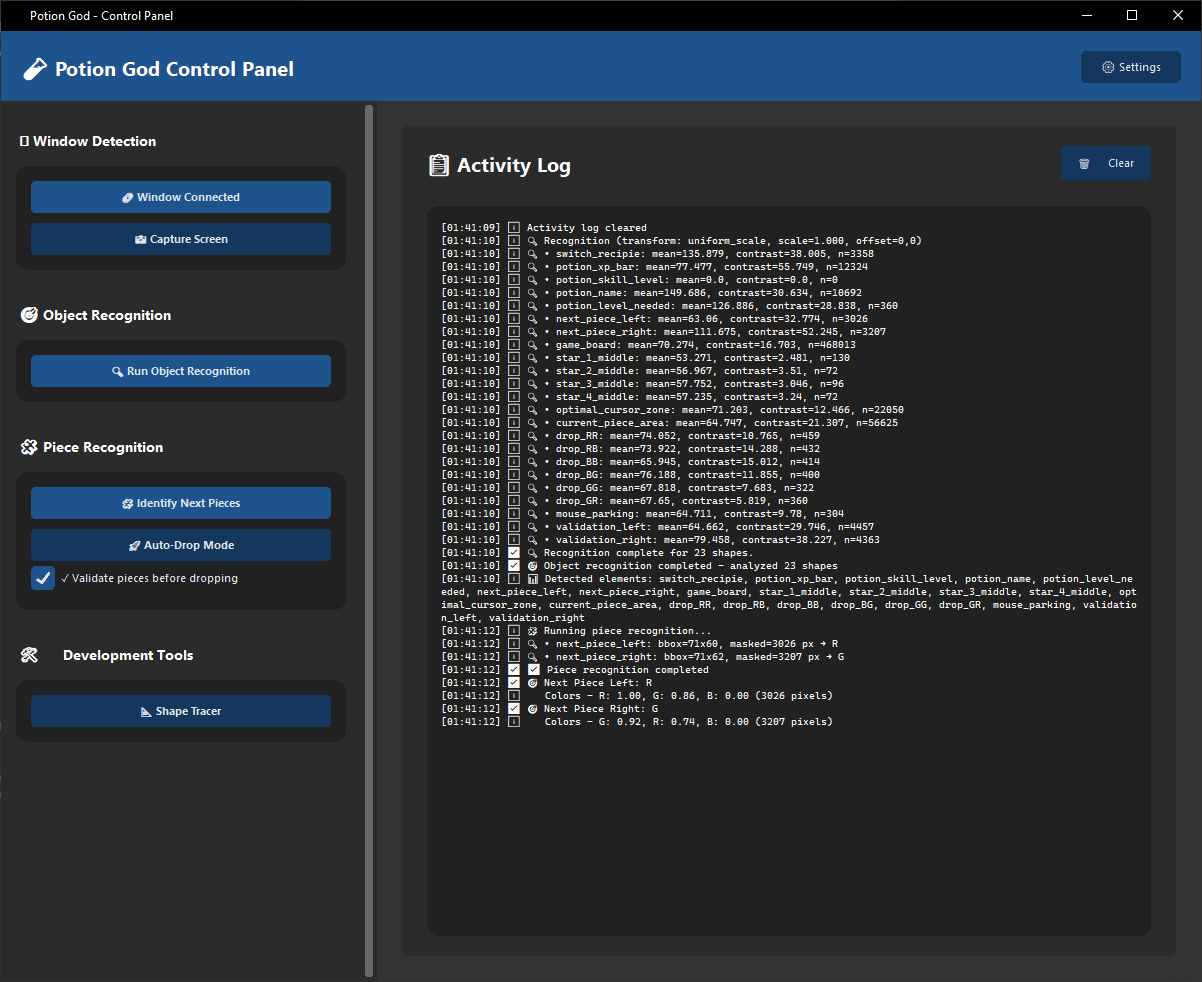 Potion God - Control Panel
Potion God Control Panel
Settings
Window Detection
Window Connected
Capture Screen
Object Recognition
Run Object Recognition
Piece Recognition
Identify Next Pieces
Auto-Drop Mode
✓ Validate pieces before dropping
Development Tools
Shape Tracer
Activity Log
Clear
[01:41:09] Activity log cleared
[01:41:10] Recognition (transform: uniform_scale, scale=1.000, offset=0,0)
[01:41:10] • switch_recipie: mean=135.879, contrast=38.005, n=3358
[01:41:10] • potion_xp_bar: mean=77.477, contrast=55.749, n=12324
[01:41:10] • potion_skill_level: mean=0.0, contrast=0.0, n=0
[01:41:10] • potion_name: mean=149.686, contrast=30.634, n=10692
[01:41:10] • potion_level_needed: mean=126.886, contrast=28.838, n=360
[01:41:10] • next_piece_left: mean=63.06, contrast=32.774, n=3026
[01:41:10] • next_piece_right: mean=111.675, contrast=52.245, n=3207
[01:41:10] • game_board: mean=70.274, contrast=16.703, n=468013
[01:41:10] • star_1_middle: mean=53.271, contrast=2.481, n=130
[01:41:10] • star_2_middle: mean=56.967, contrast=3.51, n=72
[01:41:10] • star_3_middle: mean=57.752, contrast=3.046, n=96
[01:41:10] • star_4_middle: mean=57.235, contrast=3.24, n=72
[01:41:10] • optimal_cursor_zone: mean=71.203, contrast=12.466, n=22050
[01:41:10] • current_piece_area: mean=64.747, contrast=21.307, n=56625
[01:41:10] • drop_RR: mean=74.052, contrast=10.765, n=459
[01:41:10] • drop_RB: mean=73.922, contrast=14.288, n=432
[01:41:10] • drop_BB: mean=65.945, contrast=15.012, n=414
[01:41:10] • drop_BG: mean=76.188, contrast=11.855, n=400
[01:41:10] • drop_GG: mean=67.818, contrast=7.683, n=322
[01:41:10] • drop_GR: mean=67.65, contrast=5.819, n=360
[01:41:10] • mouse_parking: mean=64.711, contrast=9.78, n=304
[01:41:10] • validation_left: mean=64.662, contrast=29.746, n=4457
[01:41:10] • validation_right: mean=79.458, contrast=38.227, n=4363
[01:41:10] Recognition complete for 23 shapes.
[01:41:10] Object recognition completed - analyzed 23 shapes
[01:41:10] Detected elements: switch_recipie, potion_xp_bar, potion_skill_level, potion_name, potion_level_ne
eded, next_piece_left, next_piece_right, game_board, star_1_middle, star_2_middle, star_3_middle, star_4_middle, opt
imal_cursor_zone, current_piece_area, drop_RR, drop_RB, drop_BB, drop_BG, drop_GG, drop_GR, mouse_parking, validatio
n_left, validation_right
[01:41:12] Running piece recognition...
[01:41:12] • next_piece_left: bbox=71x60, masked=3026 px → R
[01:41:12] • next_piece_right: bbox=71x62, masked=3207 px → G
[01:41:12] Piece recognition completed
[01:41:12] Next Piece Left: R
[01:41:12] Colors - R: 1.00, G: 0.86, B: 0.00 (3026 pixels)
[01:41:12] Next Piece Right: G
[01:41:12] Colors - G: 0.92, R: 0.74, B: 0.00 (3207 pixels)